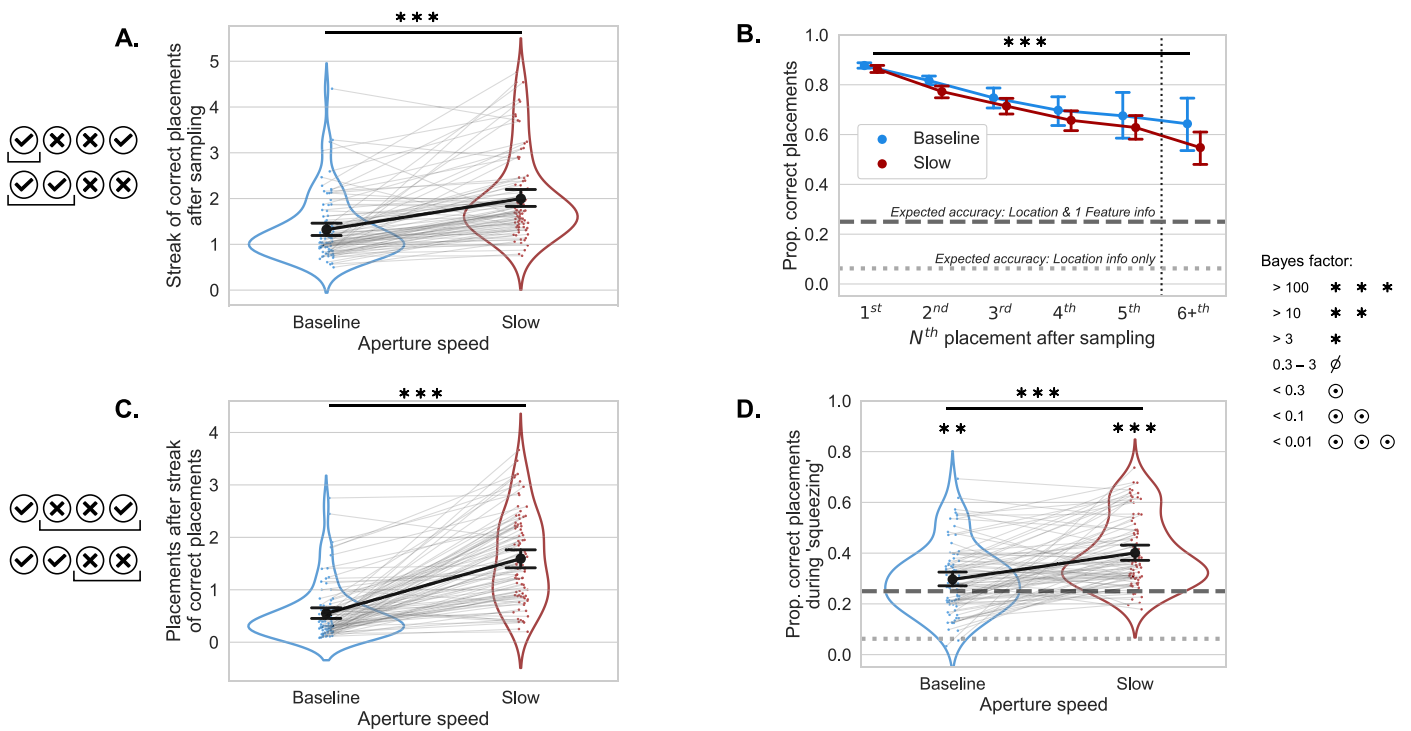 A.
***
Streak of correct placements
after sampling
5
4
3
2
1
0
Baseline
Slow
Aperture speed
B.
***
Prop. correct placements
1.0
0.8
0.6
0.4
0.2
0.0
Baseline
Slow
Expected accuracy: Location & 1 Feature info
Expected accuracy: Location info only
1st
2nd
3rd
4th
5th
6+th
Nth placement after sampling
Bayes factor:
> 100 * * *
> 10 * *
> 3 *
0.3 – 3 ∅
< 0.3 ⊙
< 0.1 ⊙ ⊙
< 0.01 ⊙ ⊙ ⊙
C.
***
Placements after streak
of correct placements
4
3
2
1
0
Baseline
Slow
Aperture speed
D.
***
**
***
Prop. correct placements
during 'squeezing'
1.0
0.8
0.6
0.4
0.2
0.0
Baseline
Slow
Aperture speed